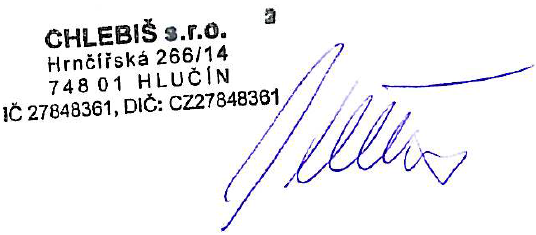 CHLEBIŠ s.r.o.
Hrnčířská 266/14
748 01 HLUČÍN
IČ 27848361, DIČ: CZ27848361